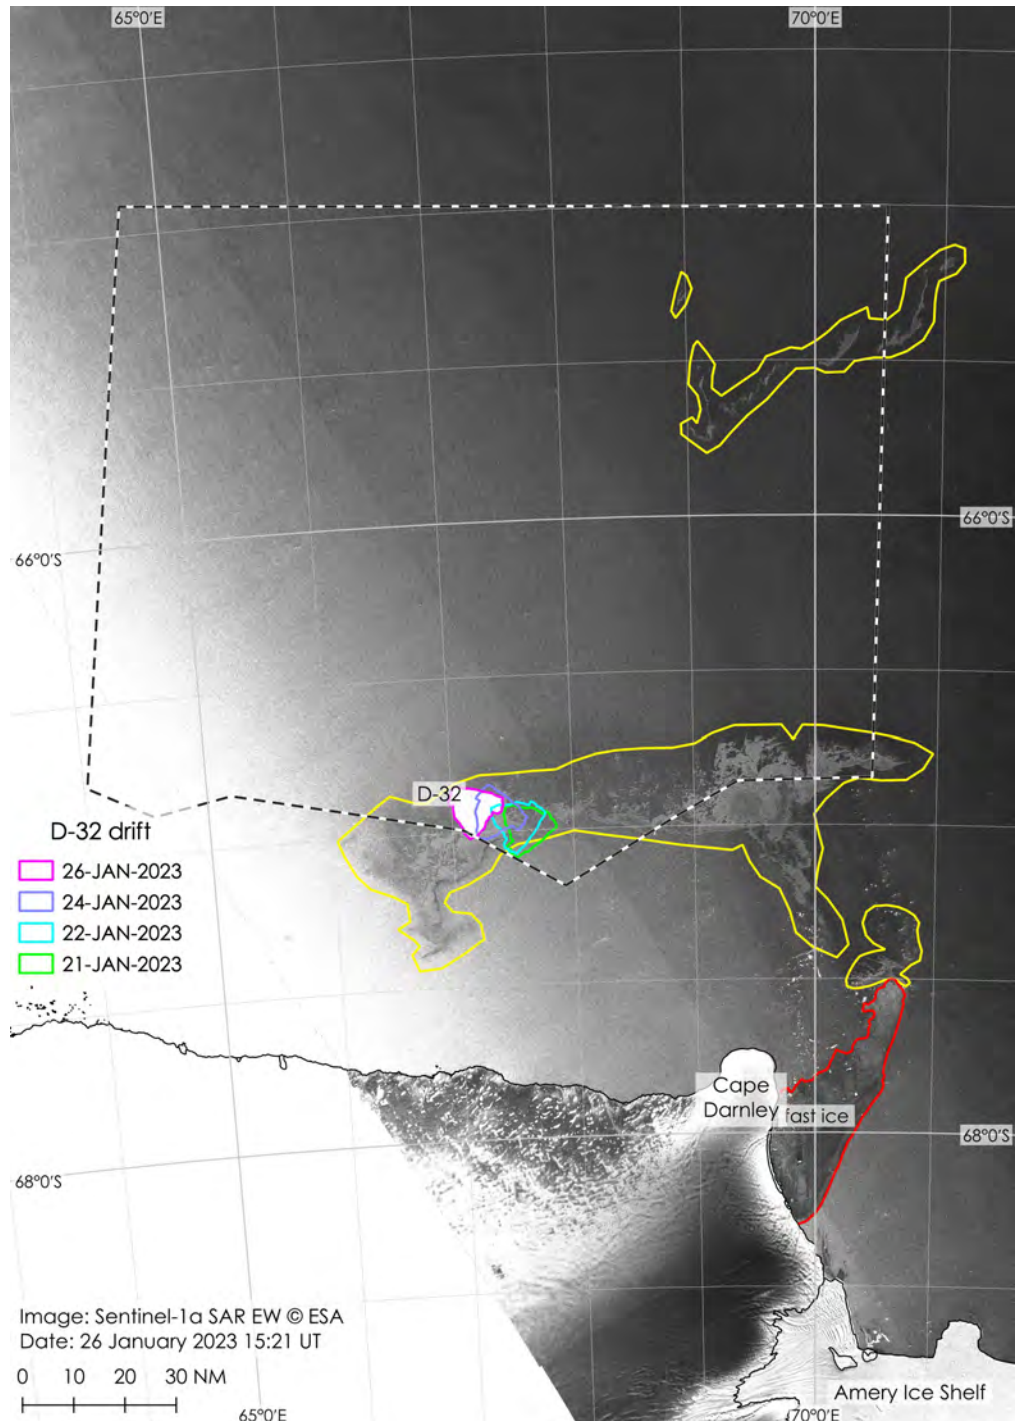 65°0'E
70°0'E
66°0'S
66°0'S
D-32
D-32 drift
26-JAN-2023
24-JAN-2023
22-JAN-2023
21-JAN-2023
Cape
Darnley
fast ice
68°0'S
68°0'S
Image: Sentinel-1a SAR EW © ESA
Date: 26 January 2023 15:21 UT
0 10 20 30 NM
Amery Ice Shelf
65°0'E
70°0'E